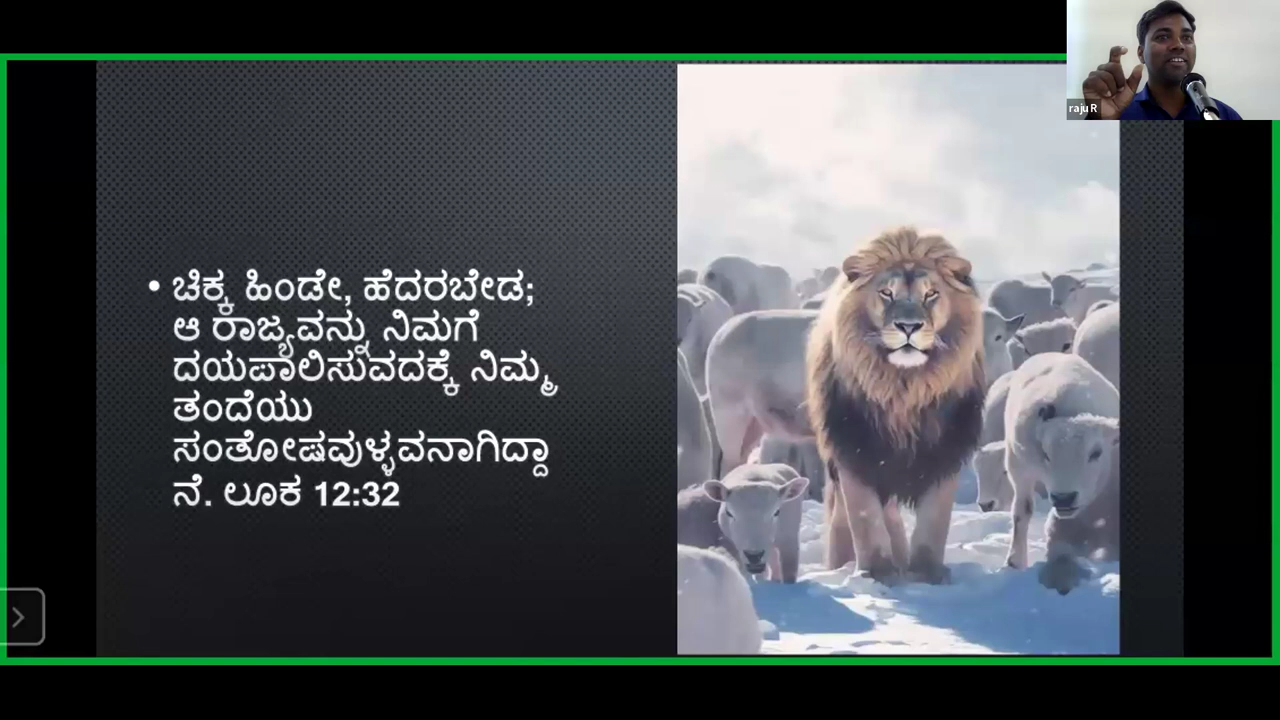 raju R
• ಚಿಕ್ಕ ಹಿಂಡೇ, ಹೆದರಬೇಡ;
ಆ ರಾಜ್ಯವನ್ನು ನಿಮಗೆ
ದಯಪಾಲಿಸುವದಕ್ಕೆ ನಿಮ್ಮ
ತಂದೆಯು
ಸಂತೋಷವುಳ್ಳವನಾಗಿದ್ದಾ
ನೆ. ಲೂಕ 12:32